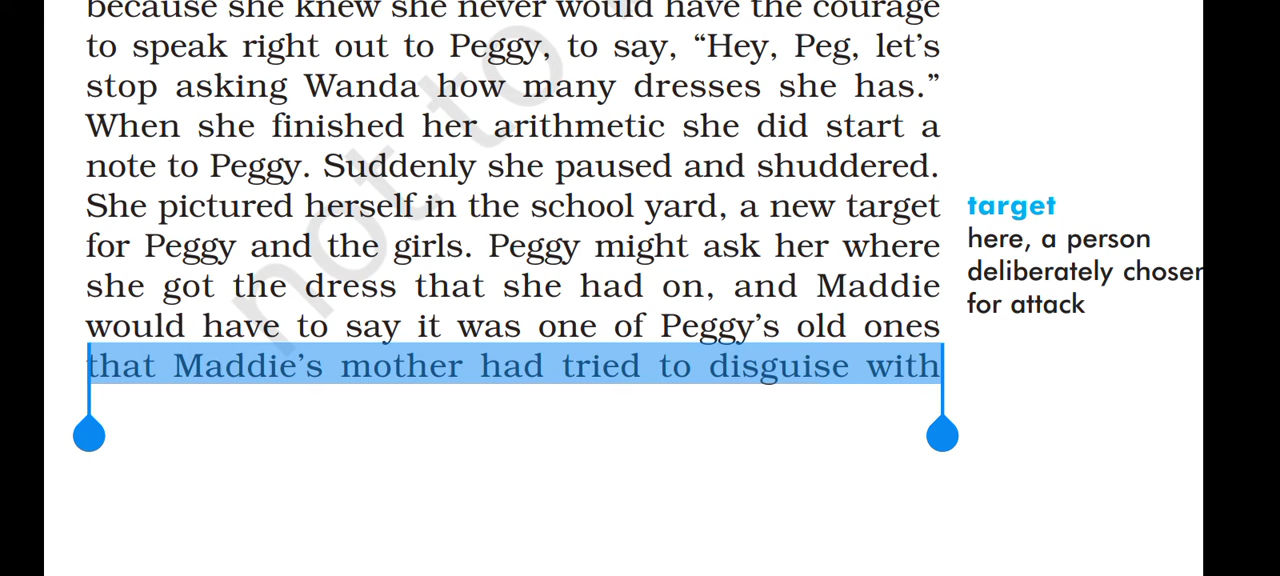 because she knew she never would have the courage
to speak right out to Peggy, to say, “Hey, Peg, let’s
stop asking Wanda how many dresses she has.”
When she finished her arithmetic she did start a
note to Peggy. Suddenly she paused and shuddered.
She pictured herself in the school yard, a new target
for Peggy and the girls. Peggy might ask her where
she got the dress that she had on, and Maddie
would have to say it was one of Peggy’s old ones
that Maddie’s mother had tried to disguise with
target
here, a person
deliberately chosen
for attack
not to